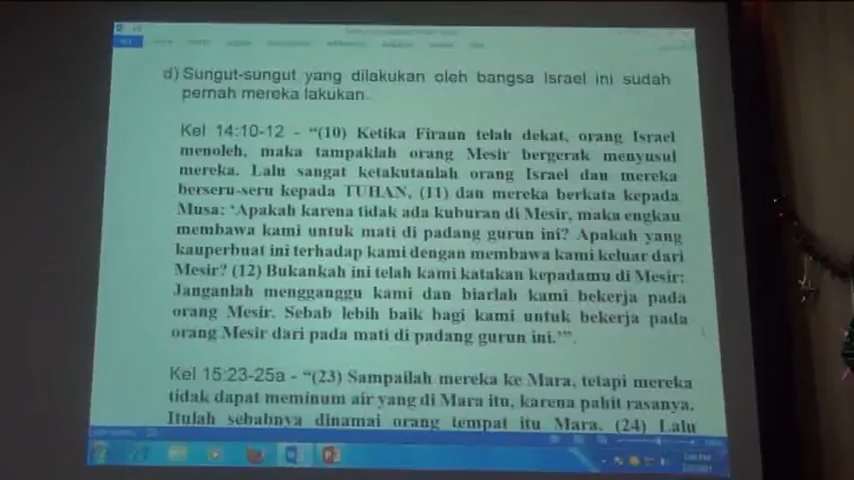 d) Sungut-sungut yang dilakukan oleh bangsa Israel ini sudah
pernah mereka lakukan.
Kel 14:10-12 - “(10) Ketika Firaun telah dekat, orang Israel
menoleh, maka tampaklah orang Mesir bergerak menyusul
mereka. Lalu sangat ketakutanlah orang Israel dan mereka
berseru-seru kepada TUHAN, (11) dan mereka berkata kepada
Musa: ‘Apakah karena tidak ada kuburan di Mesir, maka engkau
membawa kami untuk mati di padang gurun ini? Apakah yang
kauperbuat ini terhadap kami dengan membawa kami keluar dari
Mesir? (12) Bukankah ini telah kami katakan kepadamu di Mesir:
Janganlah mengganggu kami dan biarlah kami bekerja pada
orang Mesir. Sebab lebih baik bagi kami untuk bekerja pada
orang Mesir dari pada mati di padang gurun ini.’”.
Kel 15:23-25a - “(23) Sampailah mereka ke Mara, tetapi mereka
tidak dapat meminum air yang di Mara itu, karena pahit rasanya.
Itulah sebabnya dinamai orang tempat itu Mara. (24) Lalu